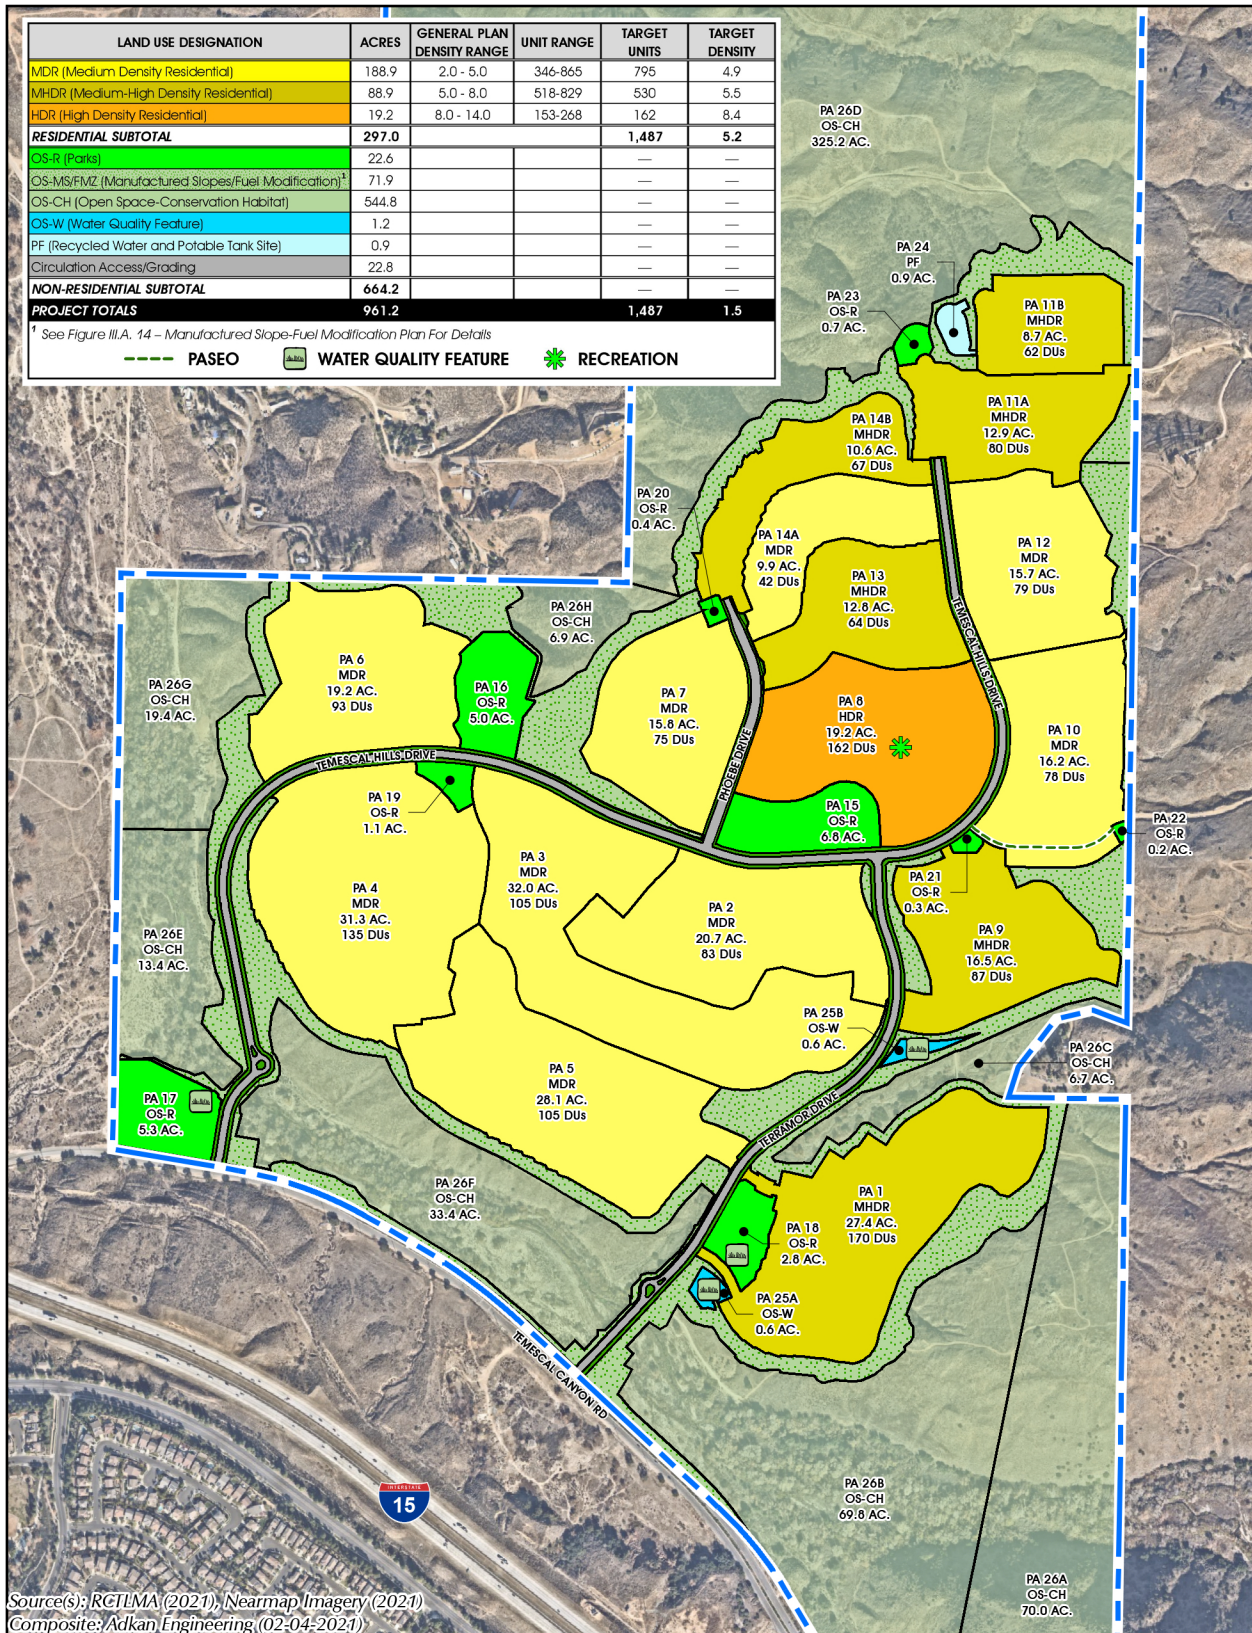 LAND USE DESIGNATION ACRES GENERAL PLAN DENSITY RANGE UNIT RANGE TARGET UNITS TARGET DENSITY
MDR (Medium Density Residential) 188.9 2.0 - 5.0 346-865 795 4.9
MHDR (Medium-High Density Residential) 88.9 5.0 - 8.0 518-829 530 5.5
HDR (High Density Residential) 19.2 8.0 - 14.0 153-268 162 8.4
RESIDENTIAL SUBTOTAL 297.0 1,487 5.2
OS-R (Parks) 22.6 — —
OS-MS/FMZ (Manufactured Slopes/Fuel Modification)1 71.9 — —
OS-CH (Open Space-Conservation Habitat) 544.8 — —
OS-W (Water Quality Feature) 1.2 — —
PF (Recycled Water and Potable Tank Site) 0.9 — —
Circulation Access/Grading 22.8 — —
NON-RESIDENTIAL SUBTOTAL 664.2 — —
PROJECT TOTALS 961.2 1,487 1.5
1 See Figure III.A. 14 – Manufactured Slope-Fuel Modification Plan For Details
PASEO WATER QUALITY FEATURE RECREATION
PA 26D
OS-CH
325.2 AC.
PA 24
PF
0.9 AC.
PA 23
OS-R
0.7 AC.
PA 11B
MHDR
8.7 AC.
62 DUs
PA 11A
MHDR
12.9 AC.
80 DUs
PA 14B
MHDR
10.6 AC.
67 DUs
PA 20
OS-R
0.4 AC.
PA 14A
MDR
9.9 AC.
42 DUs
PA 12
MDR
15.7 AC.
79 DUs
PA 13
MHDR
12.8 AC.
64 DUs
TEMESCAL HILLS DRIVE
PA 26H
OS-CH
6.9 AC.
PA 6
MDR
19.2 AC.
93 DUs
PA 26G
OS-CH
19.4 AC.
PA 16
OS-R
5.0 AC.
PA 7
MDR
15.8 AC.
75 DUs
PA 8
HDR
19.2 AC.
162 DUs
PA 10
MDR
16.2 AC.
78 DUs
TEMESCAL HILLS DRIVE
PHOEBE DRIVE
PA 19
OS-R
1.1 AC.
PA 15
OS-R
6.8 AC.
PA 22
OS-R
0.2 AC.
PA 3
MDR
32.0 AC.
105 DUs
PA 4
MDR
31.3 AC.
135 DUs
PA 21
OS-R
0.3 AC.
PA 2
MDR
20.7 AC.
83 DUs
PA 9
MHDR
16.5 AC.
87 DUs
PA 26E
OS-CH
13.4 AC.
PA 25B
OS-W
0.6 AC.
PA 26C
OS-CH
6.7 AC.
PA 5
MDR
28.1 AC.
105 DUs
PA 17
OS-R
5.3 AC.
TERRAMOR DRIVE
PA 26F
OS-CH
33.4 AC.
PA 1
MHDR
27.4 AC.
170 DUs
PA 18
OS-R
2.8 AC.
PA 25A
OS-W
0.6 AC.
TEMESCAL CANYON RD
INTERSTATE
15
PA 26B
OS-CH
69.8 AC.
PA 26A
OS-CH
70.0 AC.
Source(s): RCTLMA (2021), Nearmap Imagery (2021)
Composite: Adkan Engineering (02-04-2021)